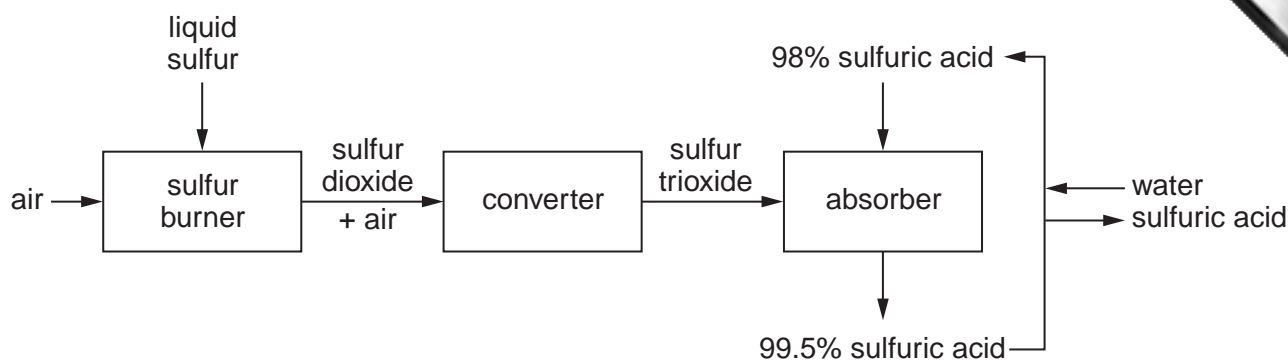 liquid
sulfur
98% sulfuric acid
air
sulfur
burner
sulfur
dioxide
+ air
converter
sulfur
trioxide
absorber
water
sulfuric acid
99.5% sulfuric acid